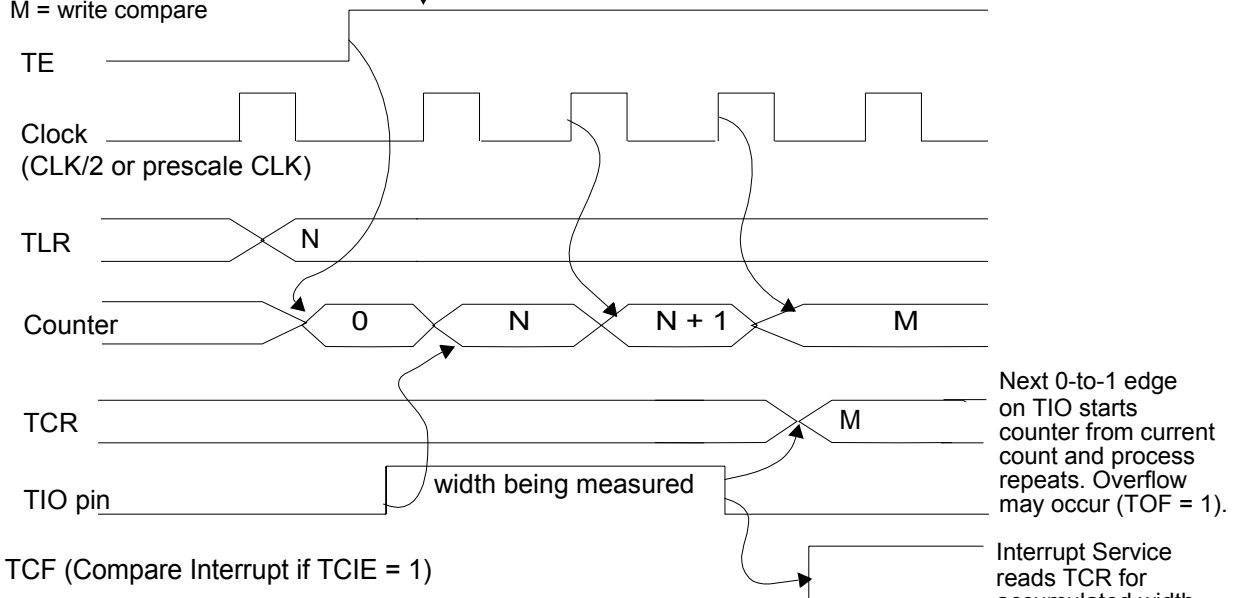 M = write compare
TE
Clock
(CLK/2 or prescale CLK)
TLR
N
Counter
0
N
N + 1
M
TCR
M
Next 0-to-1 edge
on TIO starts
counter from current
count and process
repeats. Overflow
may occur (TOF = 1).
TIO pin
width being measured
TCF (Compare Interrupt if TCIE = 1)
Interrupt Service
reads TCR for
accumulated width